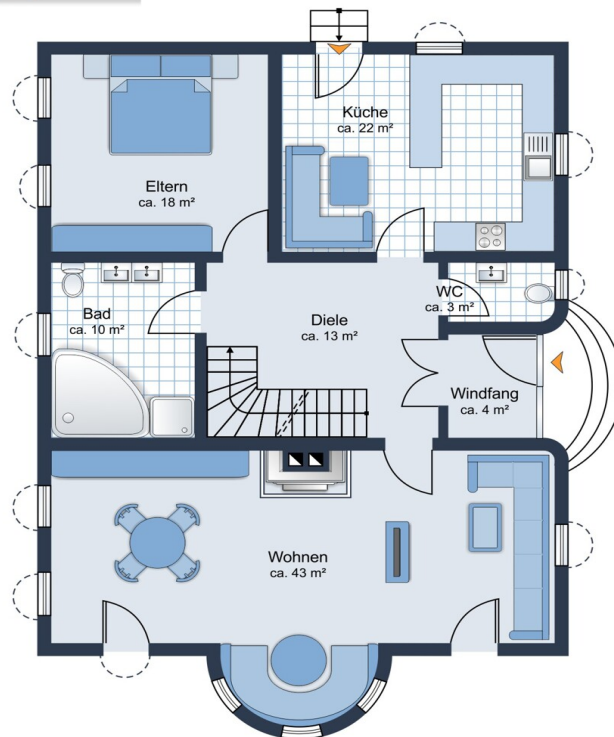 Küche
ca. 22 m²
Eltern
ca. 18 m²
WC
ca. 3 m²
Bad
ca. 10 m²
Diele
ca. 13 m²
Windfang
ca. 4 m²
Wohnen
ca. 43 m²